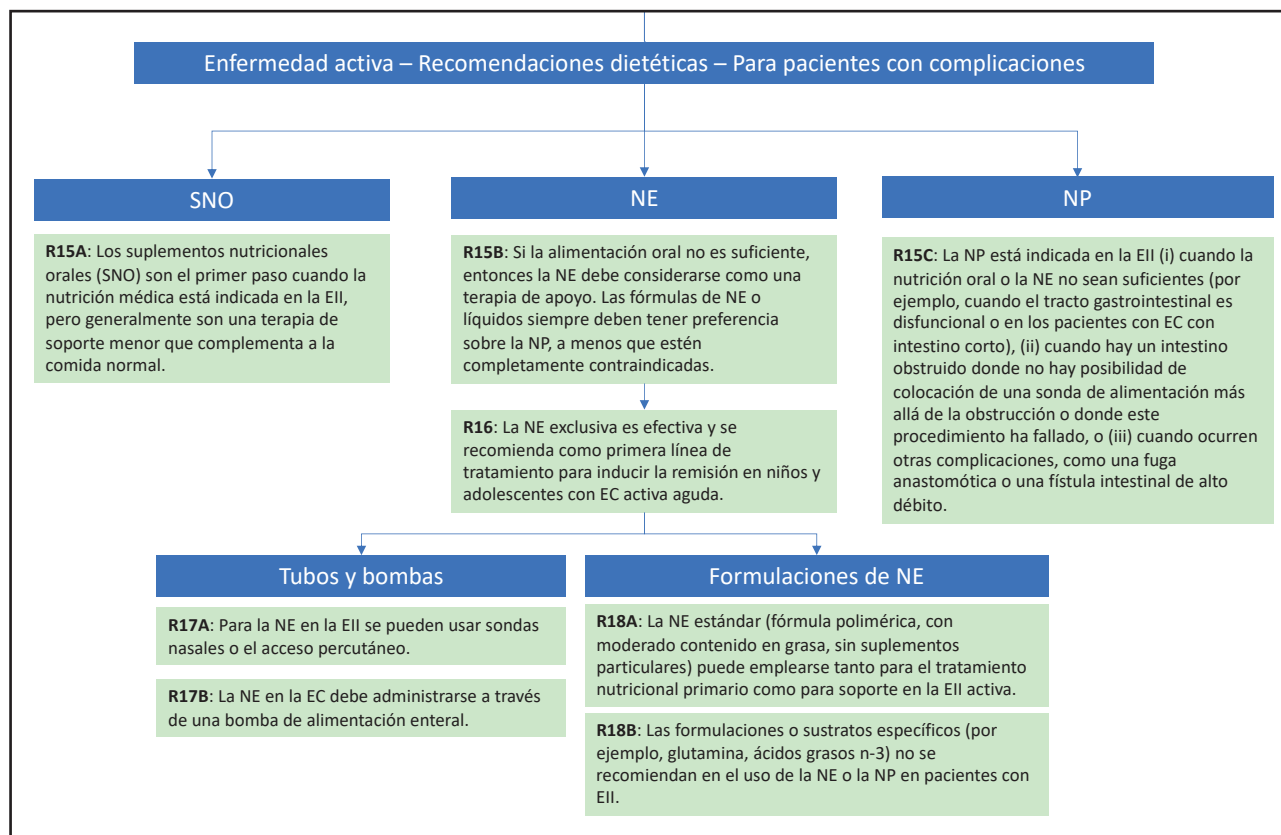 Enfermedad activa – Recomendaciones dietéticas – Para pacientes con complicaciones
SNO
R15A: Los suplementos nutricionales
orales (SNO) son el primer paso cuando la
nutrición médica está indicada en la EII,
pero generalmente son una terapia de
soporte menor que complementa a la
comida normal.
NE
R15B: Si la alimentación oral no es suficiente,
entonces la NE debe considerarse como una
terapia de apoyo. Las fórmulas de NE o
líquidos siempre deben tener preferencia
sobre la NP, a menos que estén
completamente contraindicadas.
R16: La NE exclusiva es efectiva y se
recomienda como primera línea de
tratamiento para inducir la remisión en niños y
adolescentes con EC activa aguda.
NP
R15C: La NP está indicada en la EII (i) cuando la
nutrición oral o la NE no sean suficientes (por
ejemplo, cuando el tracto gastrointestinal es
disfuncional o en los pacientes con EC con
intestino corto), (ii) cuando hay un intestino
obstruido donde no hay posibilidad de
colocación de una sonda de alimentación más
allá de la obstrucción o donde este
procedimiento ha fallado, o (iii) cuando ocurren
otras complicaciones, como una fuga
anastomótica o una fístula intestinal de alto
débito.
Tubos y bombas
R17A: Para la NE en la EII se pueden usar sondas
nasales o el acceso percutáneo.
R17B: La NE en la EC debe administrarse a través
de una bomba de alimentación enteral.
Formulaciones de NE
R18A: La NE estándar (fórmula polimérica, con
moderado contenido en grasa, sin suplementos
particulares) puede emplearse tanto para el tratamiento
nutricional primario como para soporte en la EII activa.
R18B: Las formulaciones o sustratos específicos (por
ejemplo, glutamina, ácidos grasos n-3) no se
recomiendan en el uso de la NE o la NP en pacientes con
EII.